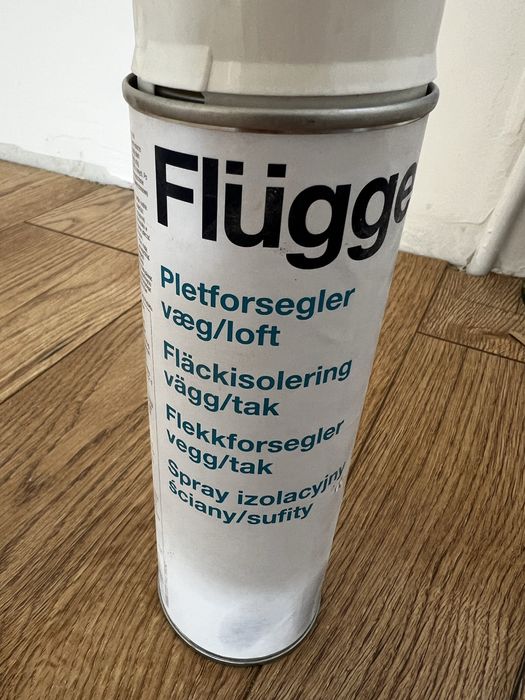 Flügge
Pletforsegler
væg/loft
Fläckisolering
vägg/tak
Flekkforsegler
vegg/tak
Spray izolacyjny
ściany/sufity